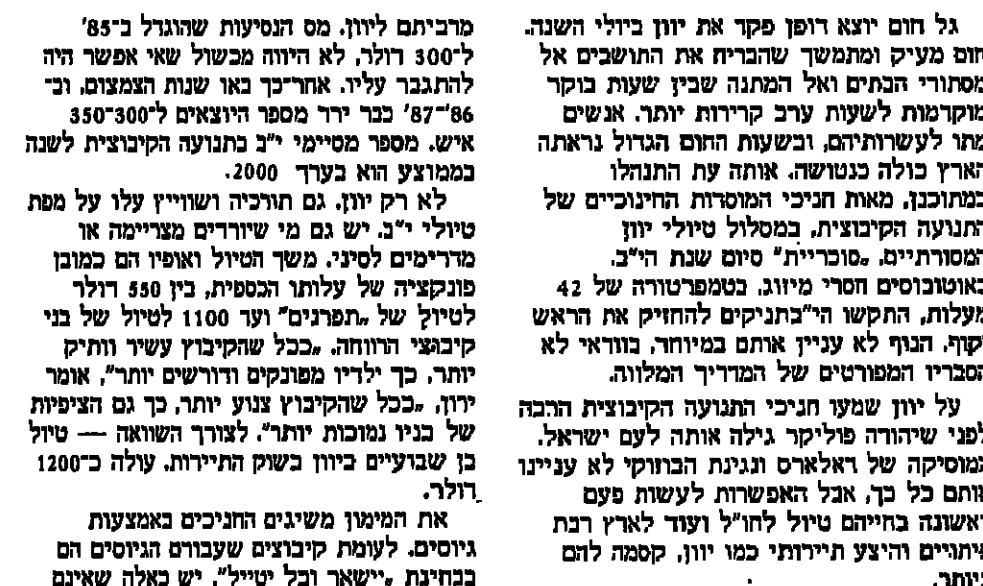 גל חום יוצא דופן פקד את יוון ביולי השנה.
חום מעיק ומתמשך שהבריח את התושבים אל
מסתורי הבתים ואל המתנה שבין שעות בוקר
מוקדמות לשעות ערב קרירות יותר. אנשים
מתו לעשרותיהם, ובשעות החום הגדול נראתה
הארץ כולה כנטושה. אותה עת התנהלו
כמתוכנן, מאות חניכי המוסדות החינוכיים של
התנועה הקיבוצית, במסלול טיולי יוון
המסורתיים, „סוכריית" סיום שנת הי"ב.
באוטובוסים חסרי מיזוג, בטמפרטורה של 42
מעלות, התקשו הי"בתניקים להחזיק את הראש
זקוף. הנוף לא עניין אותם במיוחד, בוודאי לא
הסבריו המפורטים של המדריך המלווה.
על יוון שמעו חניכי התנועה הקיבוצית הרבה
לפני שיהודה פוליקר גילה אותה לעם ישראל.
המוסיקה של דאלארס ונגינת הבוזוקי לא עניינו
אותם כל כך, אבל האפשרות לעשות פעם
ראשונה בחייהם טיול לחו"ל ועוד לארץ רבת
פיתויים והיצע תיירותי כמו יוון, קסמה להם
ביותר.
מרביתם ליוון. מס הנסיעות שהוגדל ב־85'
ל־300 דולר, לא היווה מכשול שאי אפשר היה
להתגבר עליו. אחר־כך באו שנות הצמצום, וב־
86'־87' כבר ירד מספר היוצאים ל־300־350
איש. מספר מסיימי י"ב בתנועה הקיבוצית לשנה
בממוצע הוא בערך 2000.
לא רק יוון. גם תורכיה ושווייץ עלו על מפת
טיולי י"ב. יש גם מי שיורדים מצריימה או
מדרימים לסיני. משך הטיול ואופיו הם כמובן
פונקציה של עלותו הכספית, בין 550 דולר
לטיול של „תפרנים" ועד 1100 לטיול של בני
קיבוצי הרווחה. „ככל שהקיבוץ עשיר וותיק
יותר, כך ילדיו מפונקים ודורשים יותר", אומר
ירון, „ככל שהקיבוץ צנוע יותר, כך גם הציפיות
של בניו נמוכות יותר". לצורך השוואה — טיול
בן שבועיים ביוון בשוק התיירות, עולה כ־1200
דולר.
את המימון משיגים החניכים באמצעות
גיוסים. לעומת קיבוצים שעבורם הגיוסים הם
בבחינת „יישאר ובל יטייל", יש כאלה שאינם